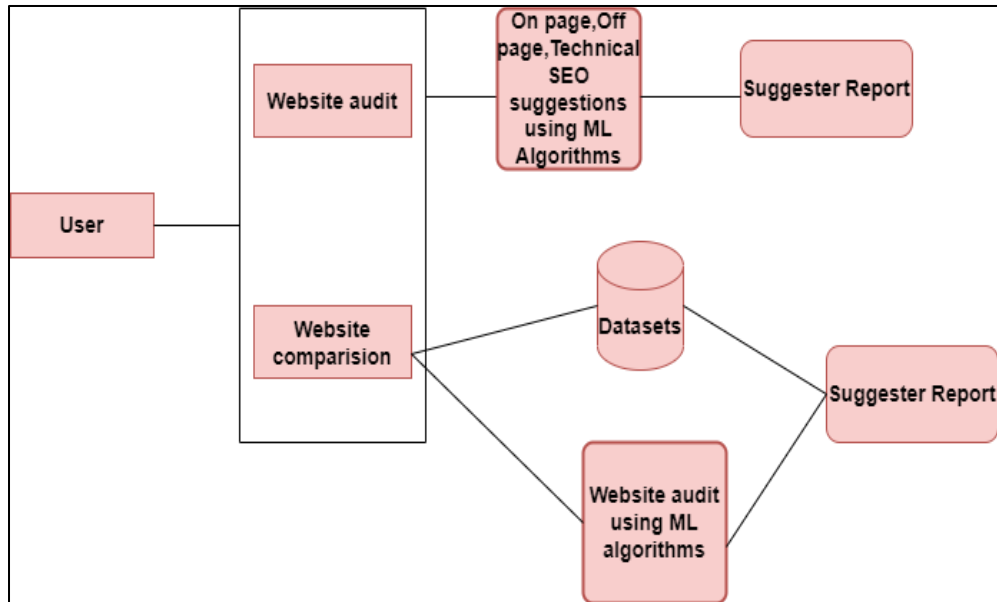 On page,Off
page,Technical
SEO
suggestions
using ML
Algorithms
Suggester Report
Website audit
User
Website
comparision
Datasets
Suggester Report
Website audit
using ML
algorithms